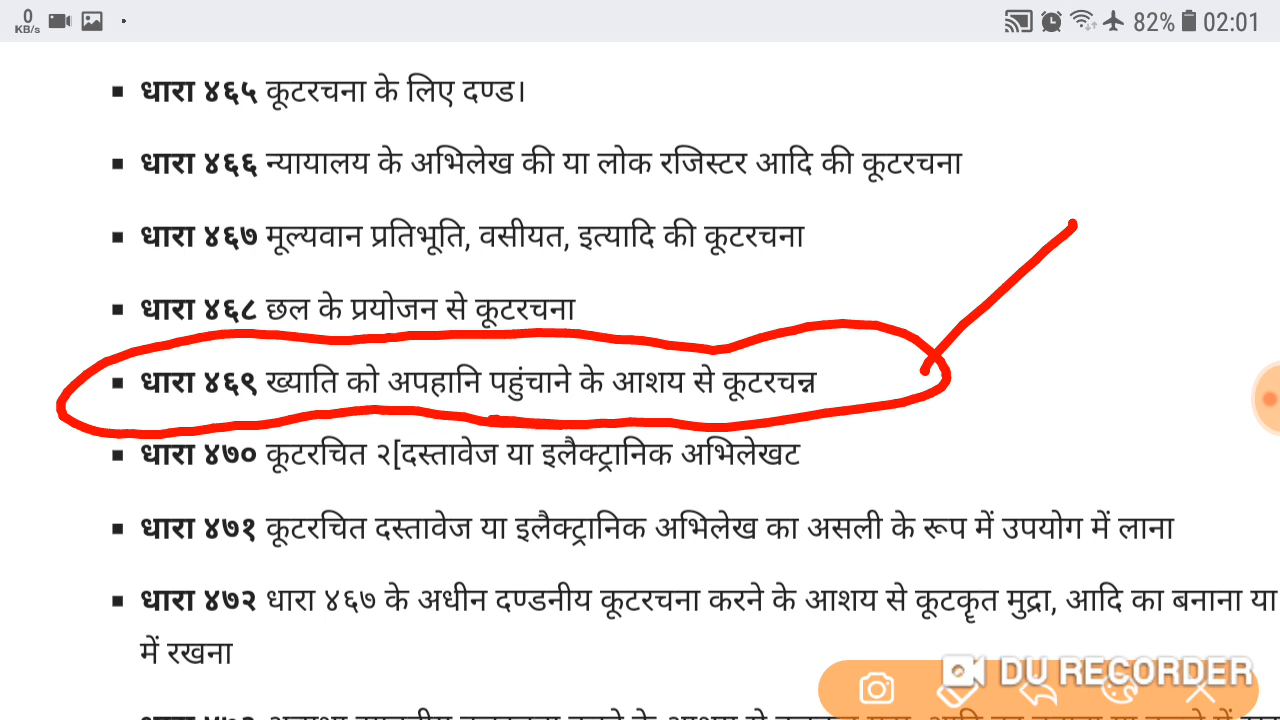 0
KB/s
82% 02:01
धारा ४६५ कूटरचना के लिए दण्ड।
धारा ४६६ न्यायालय के अभिलेख की या लोक रजिस्टर आदि की कूटरचना
धारा ४६७ मूल्यवान प्रतिभूति, वसीयत, इत्यादि की कूटरचना
धारा ४६८ छल के प्रयोजन से कूटरचना
धारा ४६९ ख्याति को अपहानि पहुंचाने के आशय से कूटरचन्न
धारा ४७० कूटरचित २[दस्तावेज या इलैक्ट्रानिक अभिलेखट
धारा ४७१ कूटरचित दस्तावेज या इलैक्ट्रानिक अभिलेख का असली के रूप में उपयोग में लाना
धारा ४७२ धारा ४६७ के अधीन दण्डनीय कूटरचना करने के आशय से कूटकॄत मुद्रा, आदि का बनाना या
में रखना
DU RECORDER